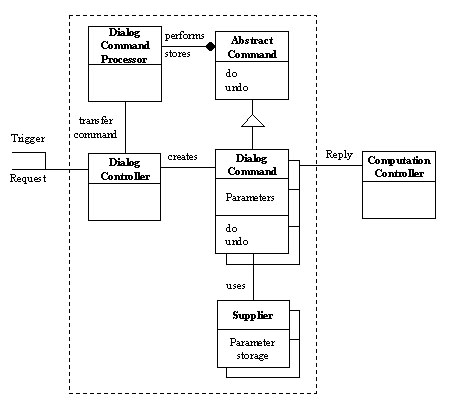 Dialog
Command
Processor
performs
stores
Abstract
Command
do
undo
transfer
command
Trigger
Request
Dialog
Controller
creates
Dialog
Command
Parameters
do
undo
Reply
Computation
Controller
uses
Supplier
Parameter
storage